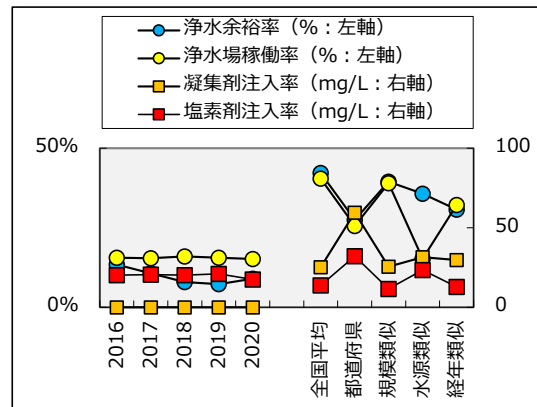 浄水余裕率（%：左軸）
浄水場稼働率（%：左軸）
凝集剤注入率（mg/L：右軸）
塩素剤注入率（mg/L：右軸）
50%
0%
100
50
0
2016
2017
2018
2019
2020
全国平均
都道府県
規模類似
水源類似
経年類似